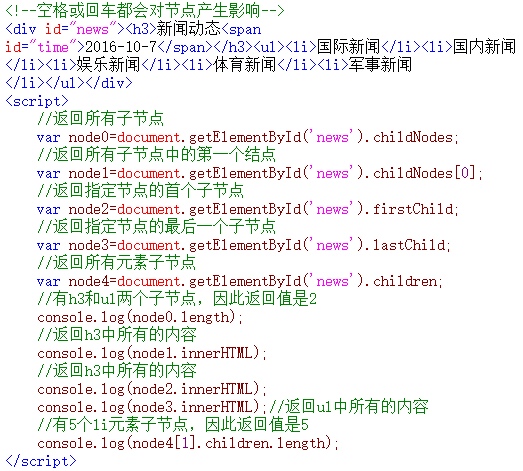 <!--空格或回车都会对节点产生影响-->
<div id="news"><h3>新闻动态<span
id="time">2016-10-7</span></h3><ul><li>国际新闻</li><li>国内新闻
</li><li>娱乐新闻</li><li>体育新闻</li><li>军事新闻
</li></ul></div>
<script>
//返回所有子节点
var node0=document.getElementById('news').childNodes;
//返回所有子节点中的第一个结点
var node1=document.getElementById('news').childNodes[0];
//返回指定节点的首个子节点
var node2=document.getElementById('news').firstChild;
//返回指定节点的最后一个子节点
var node3=document.getElementById('news').lastChild;
//返回所有元素子节点
var node4=document.getElementById('news').children;
//有h3和ul两个子节点，因此返回值是2
console.log(node0.length);
//返回h3中所有的内容
console.log(node1.innerHTML);
//返回h3中所有的内容
console.log(node2.innerHTML);
console.log(node3.innerHTML);//返回ul中所有的内容
//有5个li元素子节点，因此返回值是5
console.log(node4[1].children.length);
</script>